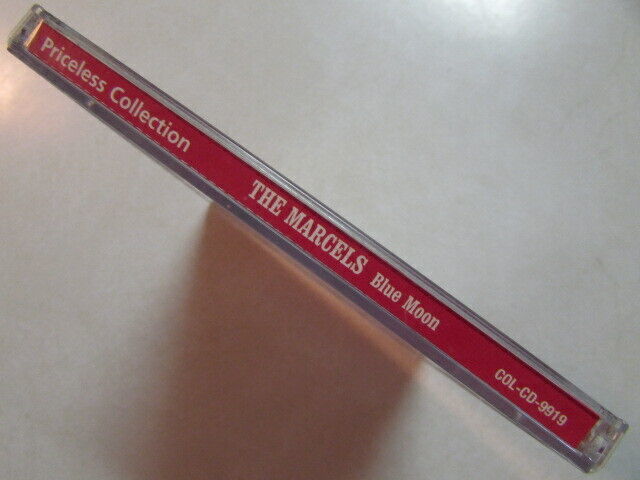 Priceless Collection
THE MARCELS Blue Moon
COL-CD-9919